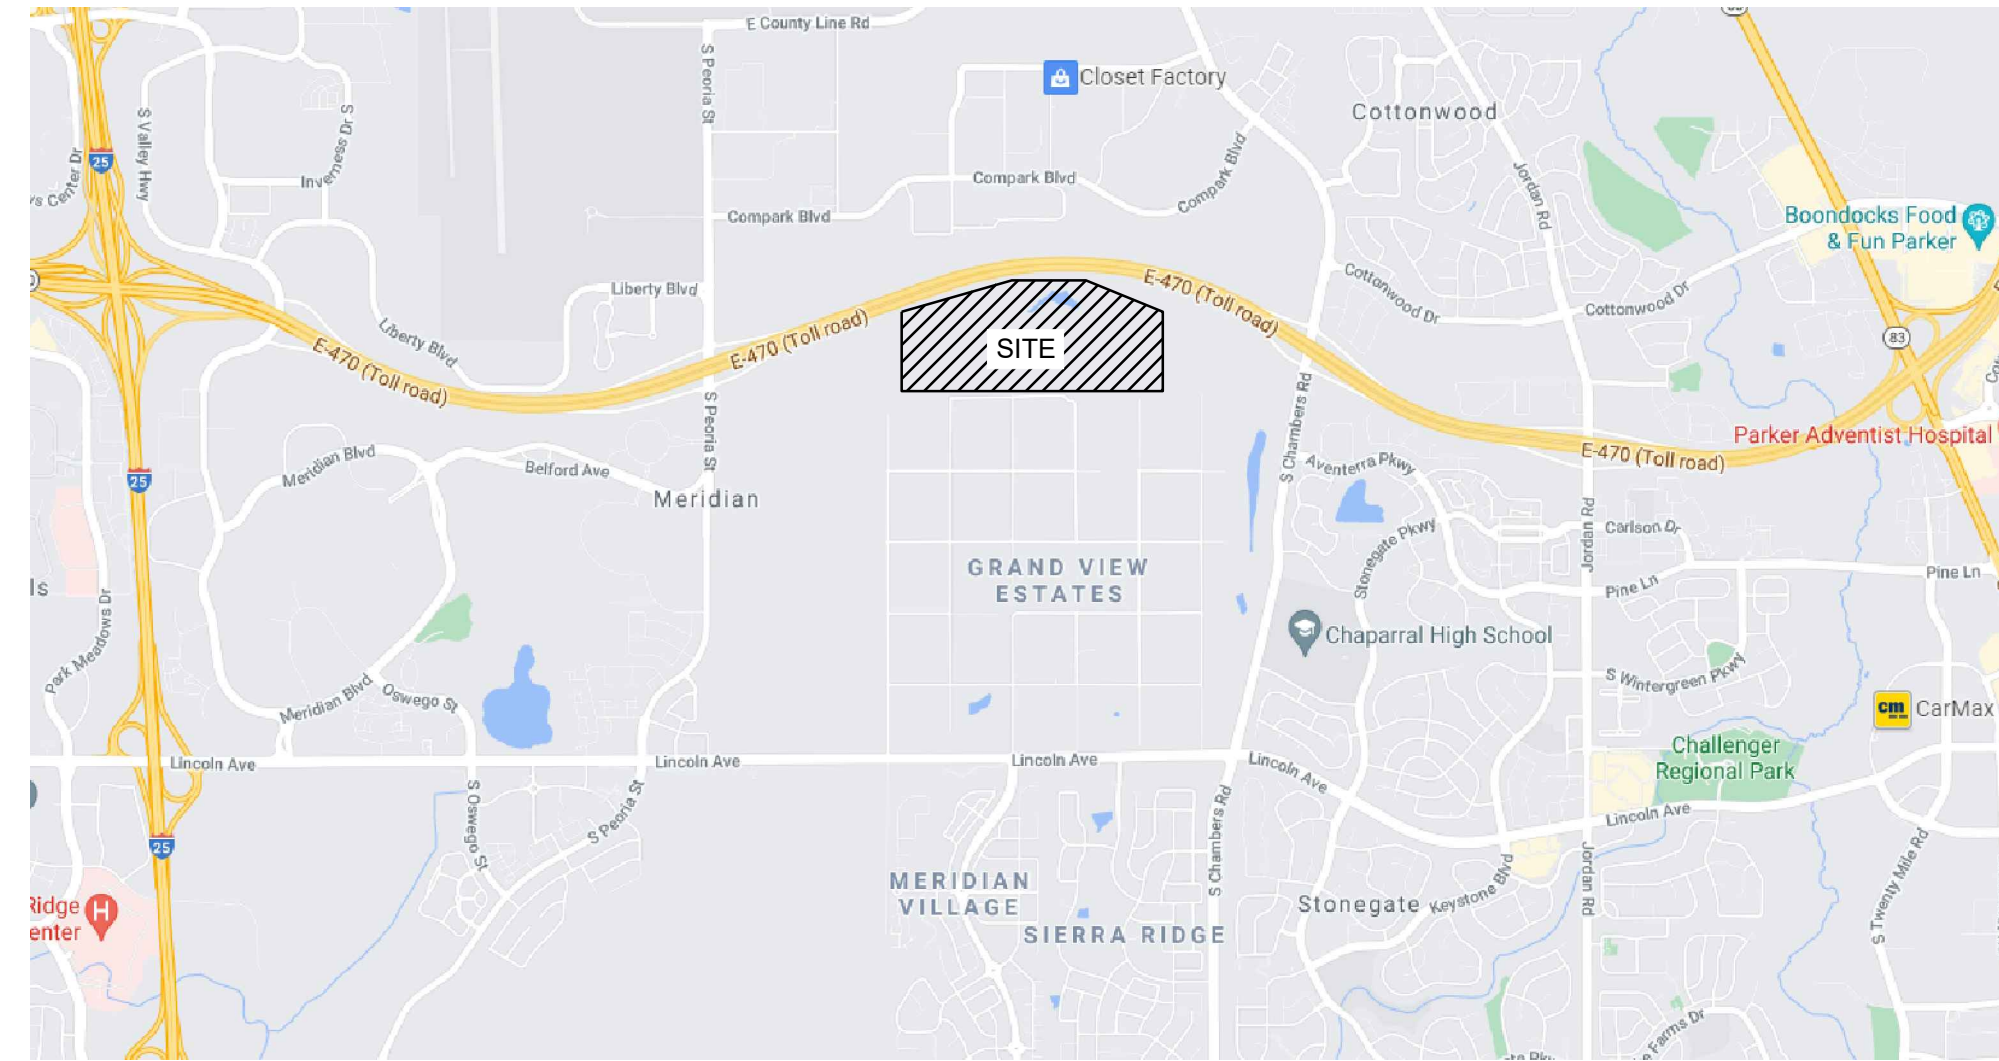 E County Line Rd
S Peoria St
Closet Factory
Cottonwood
S Valley Hwy
Inverness Dr S
25
Compark Blvd
Compark Blvd
Compark Blvd
Jordan Rd
Boondocks Food
& Fun Parker
Liberty Blvd
E-470 (Toll road)
Cottonwood Dr
Cottonwood Dr
Liberty Blvd
E-470 (Toll road)
E-470 (Toll road)
SITE
83
S Peoria St
S Chambers Rd
Parker Adventist Hospital
E-470 (Toll road)
Meridian Blvd
Belford Ave
Aventerra Pkwy
25
Meridian
Stonegate Pkwy
Jordan Rd
Carlson Dr
GRAND VIEW
ESTATES
Pine Ln
Pine Ln
ls
Park Meadows Dr
Chaparral High School
S Wintergreen Pkwy
Meridian Blvd
Oswego St
CarMax
cm
Challenger
Regional Park
Lincoln Ave
Lincoln Ave
Lincoln Ave
Lincoln Ave
Lincoln Ave
S Oswego St
S Peoria St
S Chambers Rd
25
Jordan Rd
S Twenty Mile Rd
MERIDIAN
VILLAGE
Stonegate
Keystone Blvd
Ridge
enter
H
SIERRA RIDGE
e Farms Dr